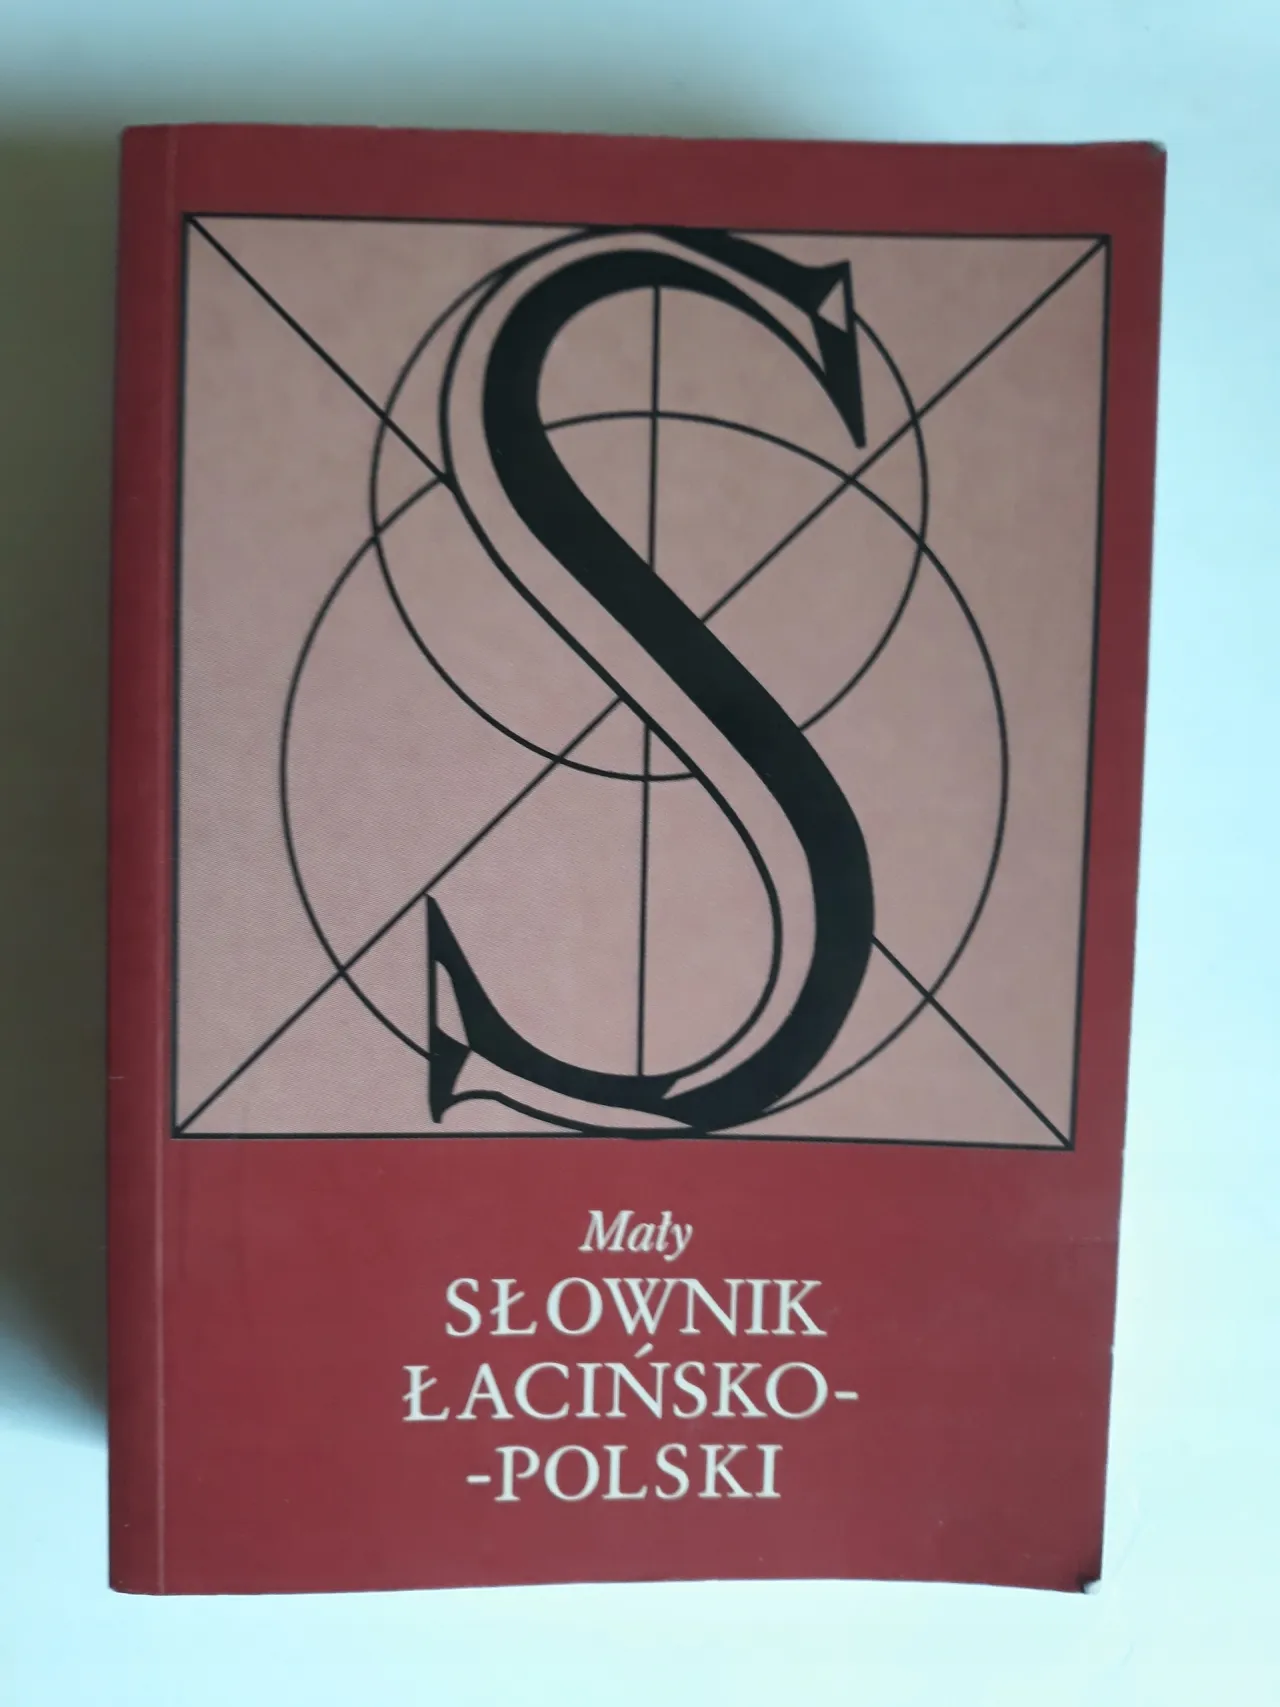 S
Mały
SŁOWNIK
ŁACIŃSKO-
-POLSKI